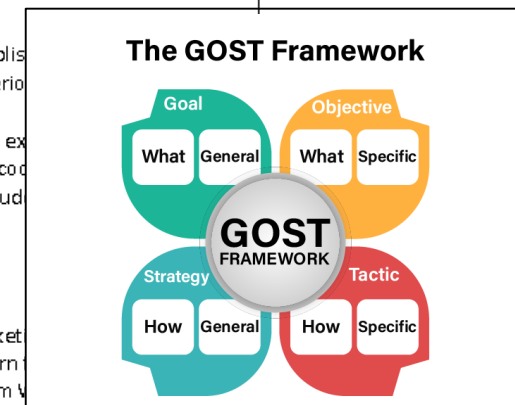 The GOST Framework
Goal
Objective
What General
What Specific
GOST
FRAMEWORK
Strategy
Tactic
How General
How Specific